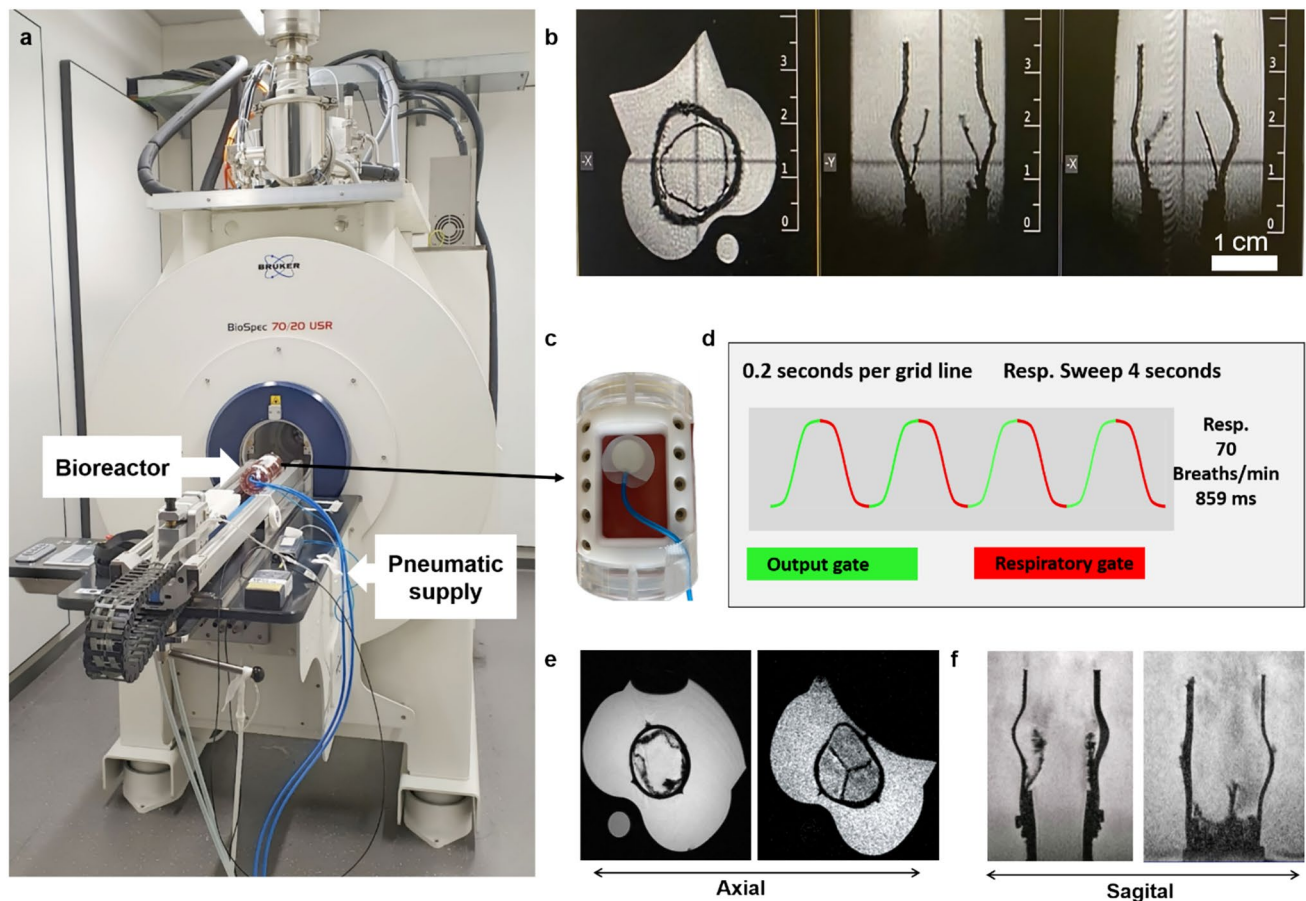 a
BRUKER
BioSpec 70/20 USR
Bioreactor
Pneumatic
supply
b
-X
3
2
1
0
-Y
3
2
1
0
-X
3
2
1
0
1 cm
c
d
0.2 seconds per grid line Resp. Sweep 4 seconds
Resp.
70
Breaths/min
859 ms
Output gate
Respiratory gate
e
Axial
f
Sagital